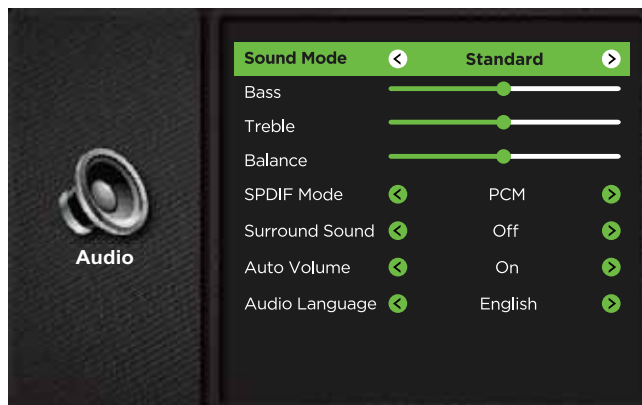 Sound Mode Standard
Bass
Treble
Balance
SPDIF Mode PCM
Surround Sound Off
Auto Volume On
Audio Language English
Audio